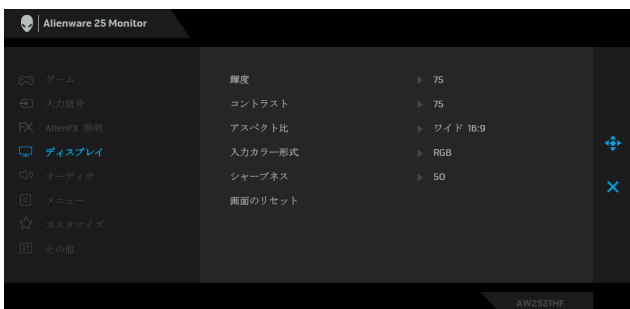 Alienware 25 Monitor
ゲーム
入力信号
AlienFX 照明
ディスプレイ
オーディオ
メニュー
カスタマイズ
その他
輝度 75
コントラスト 75
アスペクト比 ワイド 16:9
入力カラー形式 RGB
シャープネス 50
画面のリセット
AW2521HF